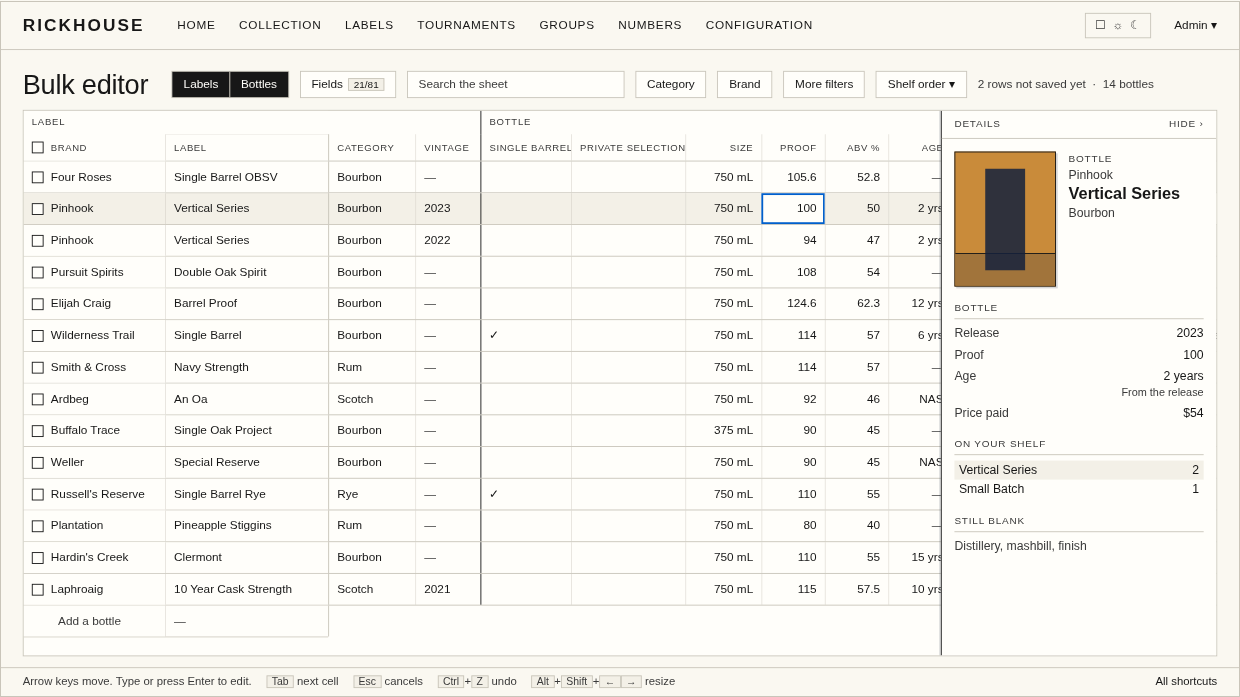 RICKHOUSE HOME COLLECTION LABELS TOURNAMENTS GROUPS NUMBERS CONFIGURATION ☐ ☼ ☾ Admin ▾
Bulk editor Labels Bottles Fields 21/81 Search the sheet Category Brand More filters Shelf order ▾ 2 rows not saved yet · 14 bottles
LABEL BOTTLE
BRAND LABEL CATEGORY VINTAGE SINGLE BARREL PRIVATE SELECTION SIZE PROOF ABV % AGE
Four Roses Single Barrel OBSV Bourbon — 750 mL 105.6 52.8 —
Pinhook Vertical Series Bourbon 2023 750 mL 100 50 2 yrs
Pinhook Vertical Series Bourbon 2022 750 mL 94 47 2 yrs
Pursuit Spirits Double Oak Spirit Bourbon — 750 mL 108 54 —
Elijah Craig Barrel Proof Bourbon — 750 mL 124.6 62.3 12 yrs
Wilderness Trail Single Barrel Bourbon — ✓ 750 mL 114 57 6 yrs
Smith & Cross Navy Strength Rum — 750 mL 114 57 —
Ardbeg An Oa Scotch — 750 mL 92 46 NAS
Buffalo Trace Single Oak Project Bourbon — 375 mL 90 45 —
Weller Special Reserve Bourbon — 750 mL 90 45 NAS
Russell's Reserve Single Barrel Rye Rye — ✓ 750 mL 110 55 —
Plantation Pineapple Stiggins Rum — 750 mL 80 40 —
Hardin's Creek Clermont Bourbon — 750 mL 110 55 15 yrs
Laphroaig 10 Year Cask Strength Scotch 2021 750 mL 115 57.5 10 yrs
Add a bottle —
DETAILS HIDE ›
BOTTLE
Pinhook
Vertical Series
Bourbon
BOTTLE
Release 2023
Proof 100
Age 2 years
From the release
Price paid $54
ON YOUR SHELF
Vertical Series 2
Small Batch 1
STILL BLANK
Distillery, mashbill, finish
Arrow keys move. Type or press Enter to edit. Tab next cell Esc cancels Ctrl+Z undo Alt+Shift+← → resize All shortcuts